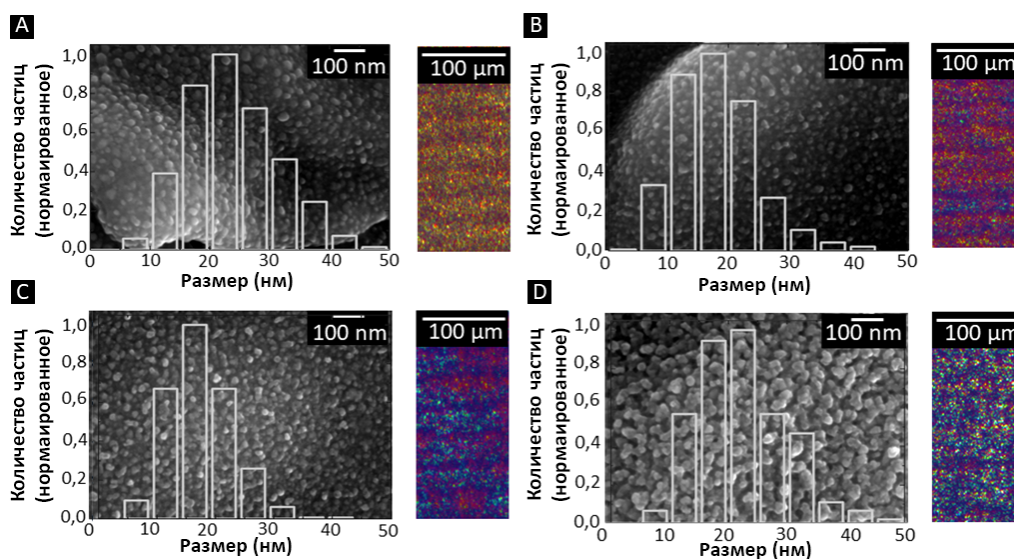 A
Количество частиц
(нормаированное)
1,0
0,8
0,6
0,4
0,2
0,0
0
10
20
30
40
50
Размер (нм)
100 nm
100 µm
B
Количество частиц
(нормаированное)
1,0
0,8
0,6
0,4
0,2
0,0
0
10
20
30
40
50
Размер (нм)
100 nm
100 µm
C
Количество частиц
(нормаированное)
1,0
0,8
0,6
0,4
0,2
0,0
0
10
20
30
40
50
Размер (нм)
100 nm
100 µm
D
Количество частиц
(нормаированное)
1,0
0,8
0,6
0,4
0,2
0,0
0
10
20
30
40
50
Размер (нм)
100 nm
100 µm